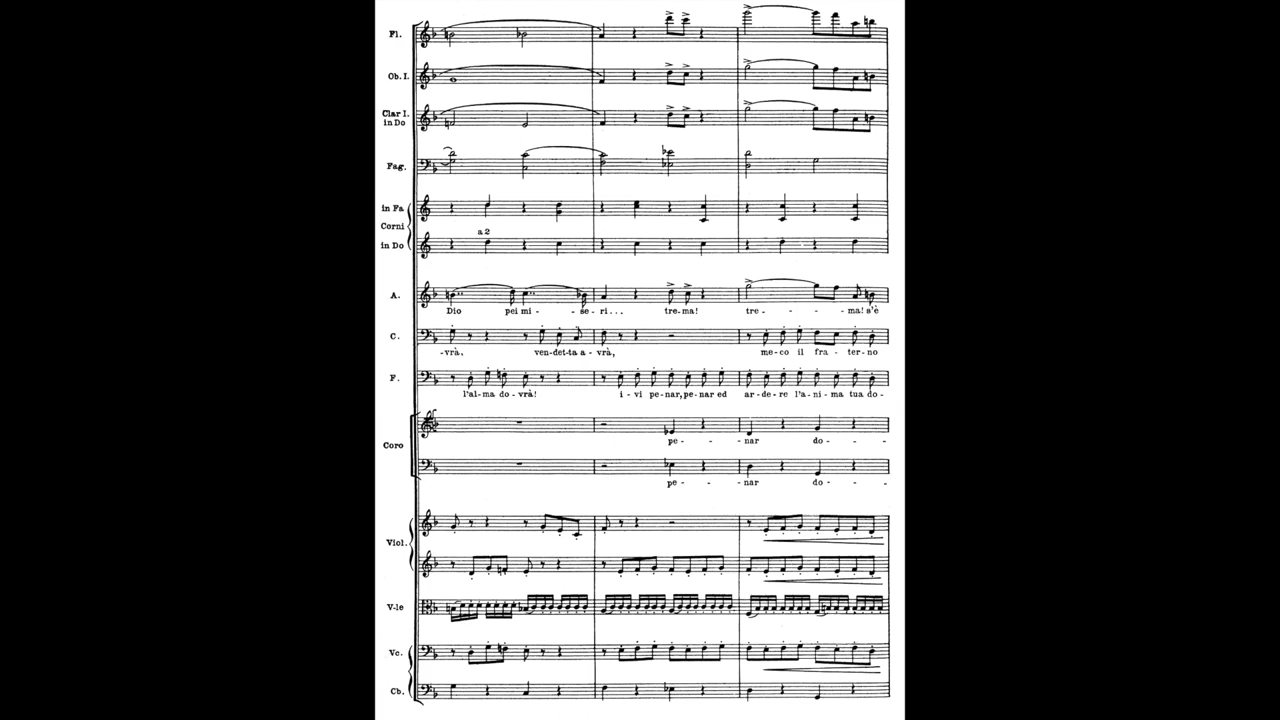 Fl.
Ob. I.
Clar I.
in Do
Fag.
in Fa
Corni
a 2
in Do
A.
Dio pei mi - se - ri... tre-ma! tre - - - - ma! s'è
C.
-vrà, ven-det-ta a - vrà, me-co il fra - ter-no
F.
l'al-ma do-vrà! i - vi pe-nar, pe-nar ed ar-de-re l'a-ni-ma tua do-
Coro
pe - - nar do - - -
pe - - nar do - - -
Viol.
V-le
Vc.
Cb.